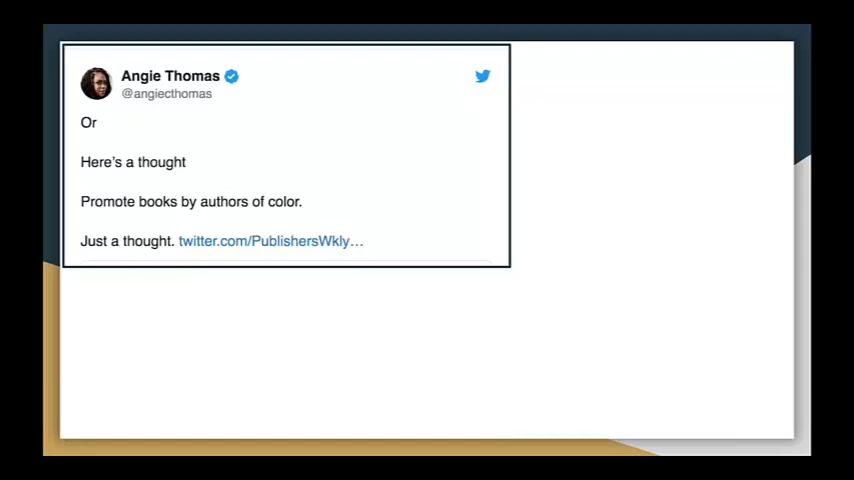 Angie Thomas
@angiecthomas
Or
Here's a thought
Promote books by authors of color.
Just a thought. twitter.com/PublishersWkly…